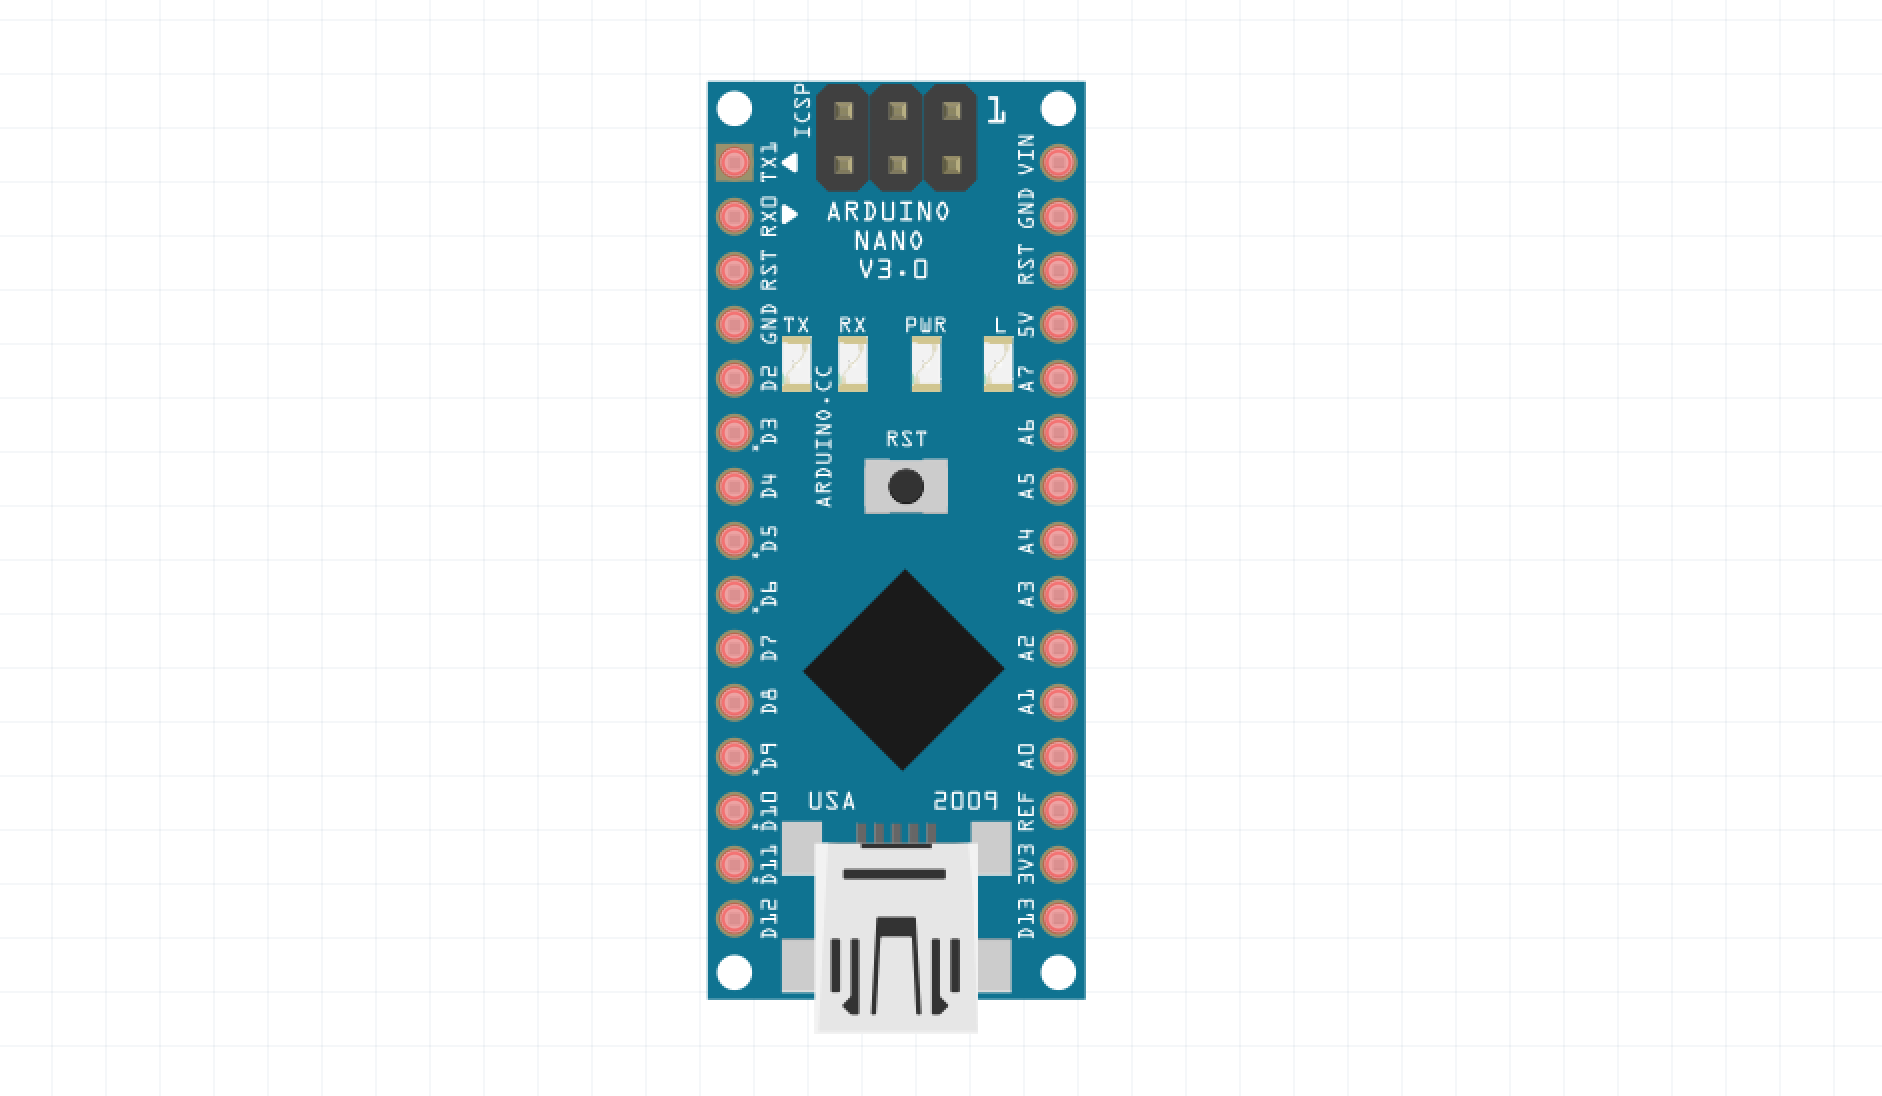 ICSP
1
TX1
RX0
RST
GND
D2
D3
D4
D5
D6
D7
D8
D9
D10
D11
D12
ARDUINO
NANO
V3.0
TX RX PWR L
ARDUINO.CC
RST
USA 2009
VIN
GND
RST
5V
A7
A6
A5
A4
A3
A2
A1
A0
REF
3V3
D13